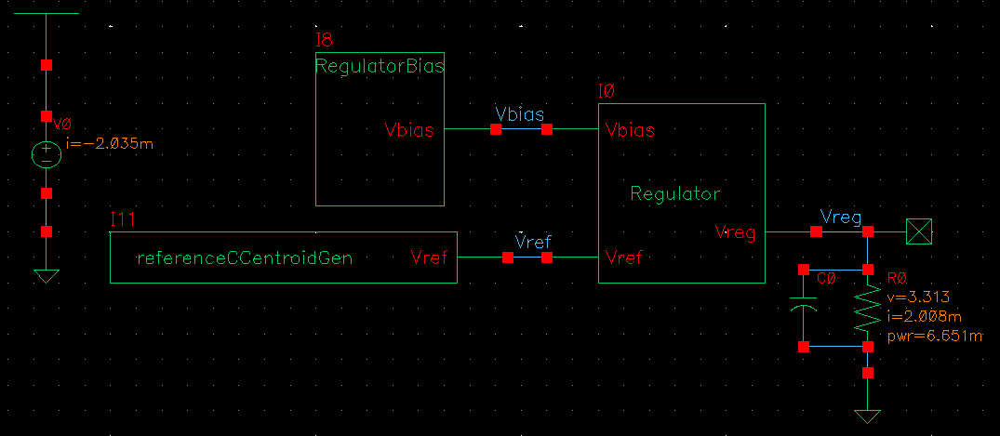 I8
RegulatorBias
Vbias
Vbias
I0
Vbias
Regulator
Vreg
Vref
V0
i=-2.035m
I11
referenceCCentroidGen
Vref
Vref
Vreg
C0
R0
v=3.313
i=2.008m
pwr=6.651m